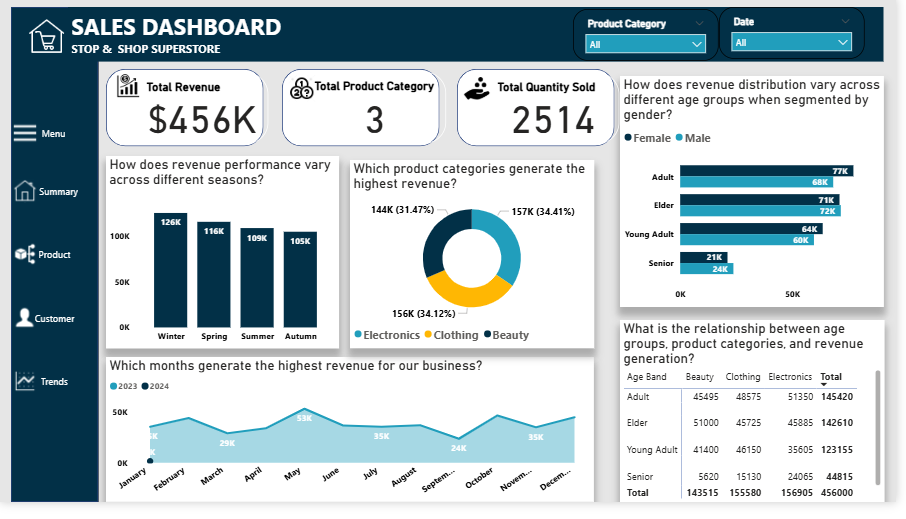 SALES DASHBOARD
STOP & SHOP SUPERSTORE
Product Category
All
Date
All
Menu
Summary
Product
Customer
Trends
Total Revenue
$456K
Total Product Category
3
Total Quantity Sold
2514
How does revenue performance vary
across different seasons?
100K
50K
0K
126K
116K
109K
105K
Winter Spring Summer Autumn
Which product categories generate the
highest revenue?
144K (31.47%)
157K (34.41%)
156K (34.12%)
Electronics Clothing Beauty
How does revenue distribution vary across
different age groups when segmented by
gender?
Female Male
Adult 77K
68K
Elder 71K
72K
Young Adult 64K
60K
Senior 21K
24K
0K 50K
Which months generate the highest revenue for our business?
2023 2024
50K
0K
29K
53K
35K
24K
35K
January February March April May June July August Septem... October Novem... Decem...
What is the relationship between age
groups, product categories, and revenue
generation?
Age Band Beauty Clothing Electronics Total
Adult 45495 48575 51350 145420
Elder 51000 45725 45885 142610
Young Adult 41400 46150 35605 123155
Senior 5620 15130 24065 44815
Total 143515 155580 156905 456000